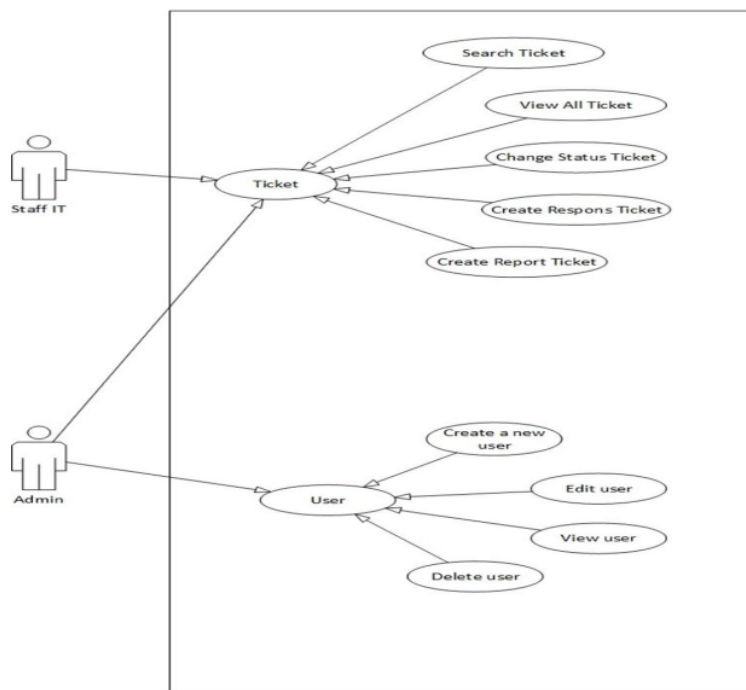 Search Ticket
View All Ticket
Change Status Ticket
Ticket
Create Respons Ticket
Staff IT
Create Report Ticket
Create a new
user
Edit user
Admin
User
View user
Delete user